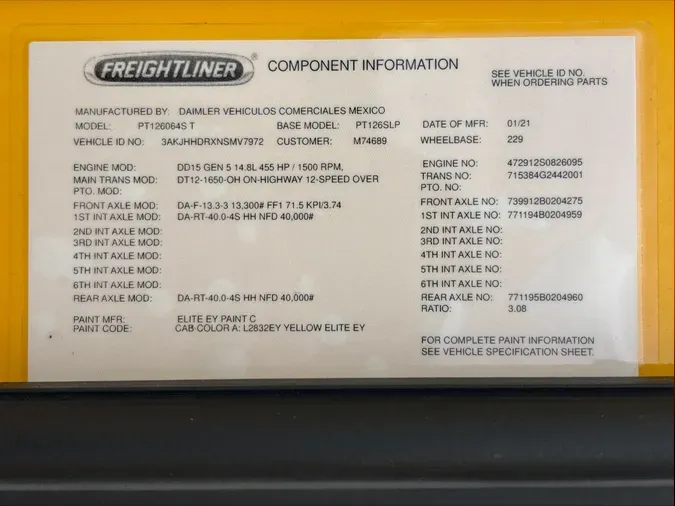 FREIGHTLINER®
COMPONENT INFORMATION
SEE VEHICLE ID NO.
WHEN ORDERING PARTS
MANUFACTURED BY: DAIMLER VEHICULOS COMERCIALES MEXICO
MODEL: PT126064S T BASE MODEL: PT126SLP DATE OF MFR: 01/21
VEHICLE ID NO: 3AKJHHDRXNSMV7972 CUSTOMER: M74689 WHEELBASE: 229
ENGINE MOD: DD15 GEN 5 14.8L 455 HP / 1500 RPM, ENGINE NO: 472912S0826095
MAIN TRANS MOD: DT12-1650-OH ON-HIGHWAY 12-SPEED OVER TRANS NO: 715384G2442001
PTO. MOD: PTO. NO:
FRONT AXLE MOD: DA-F-13.3-3 13,300# FF1 71.5 KPI/3.74 FRONT AXLE NO: 739912B0204275
1ST INT AXLE MOD: DA-RT-40.0-4S HH NFD 40,000# 1ST INT AXLE NO: 771194B0204959
2ND INT AXLE MOD: 2ND INT AXLE NO:
3RD INT AXLE MOD: 3RD INT AXLE NO:
4TH INT AXLE MOD: 4TH INT AXLE NO:
5TH INT AXLE MOD: 5TH INT AXLE NO:
6TH INT AXLE MOD: 6TH INT AXLE NO:
REAR AXLE MOD: DA-RT-40.0-4S HH NFD 40,000# REAR AXLE NO: 771195B0204960
RATIO: 3.08
PAINT MFR: ELITE EY PAINT C
PAINT CODE: CAB COLOR A: L2832EY YELLOW ELITE EY
FOR COMPLETE PAINT INFORMATION
SEE VEHICLE SPECIFICATION SHEET.